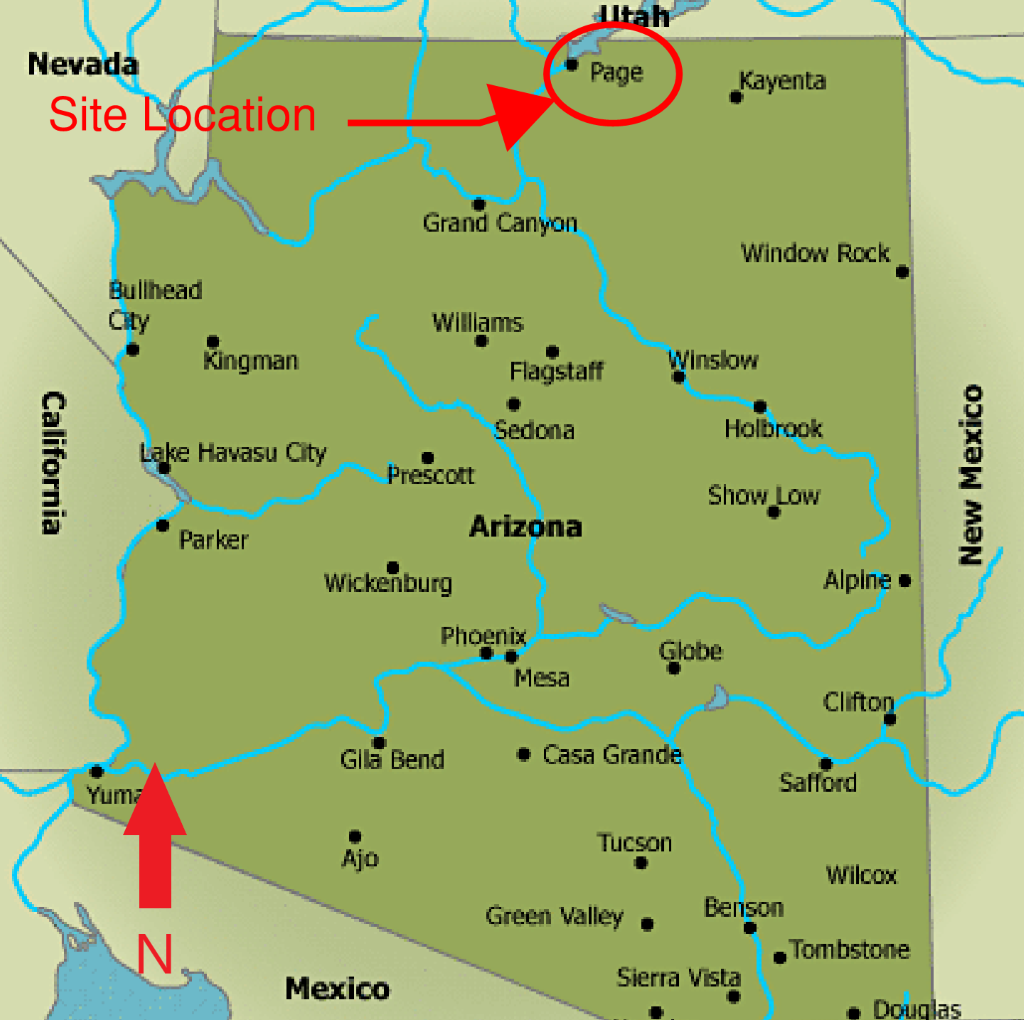 Utah
Nevada
Page
Kayenta
Site Location
Grand Canyon
Window Rock
Bullhead
City
Williams
Kingman
Flagstaff
Winslow
California
Sedona
Holbrook
New Mexico
Lake Havasu City
Prescott
Show Low
Arizona
Parker
Wickenburg
Alpine
Phoenix
Globe
Mesa
Clifton
Gila Bend
Casa Grande
Safford
Yuma
Ajo
Tucson
Wilcox
Green Valley
Benson
N
Tombstone
Sierra Vista
Mexico
Douglas